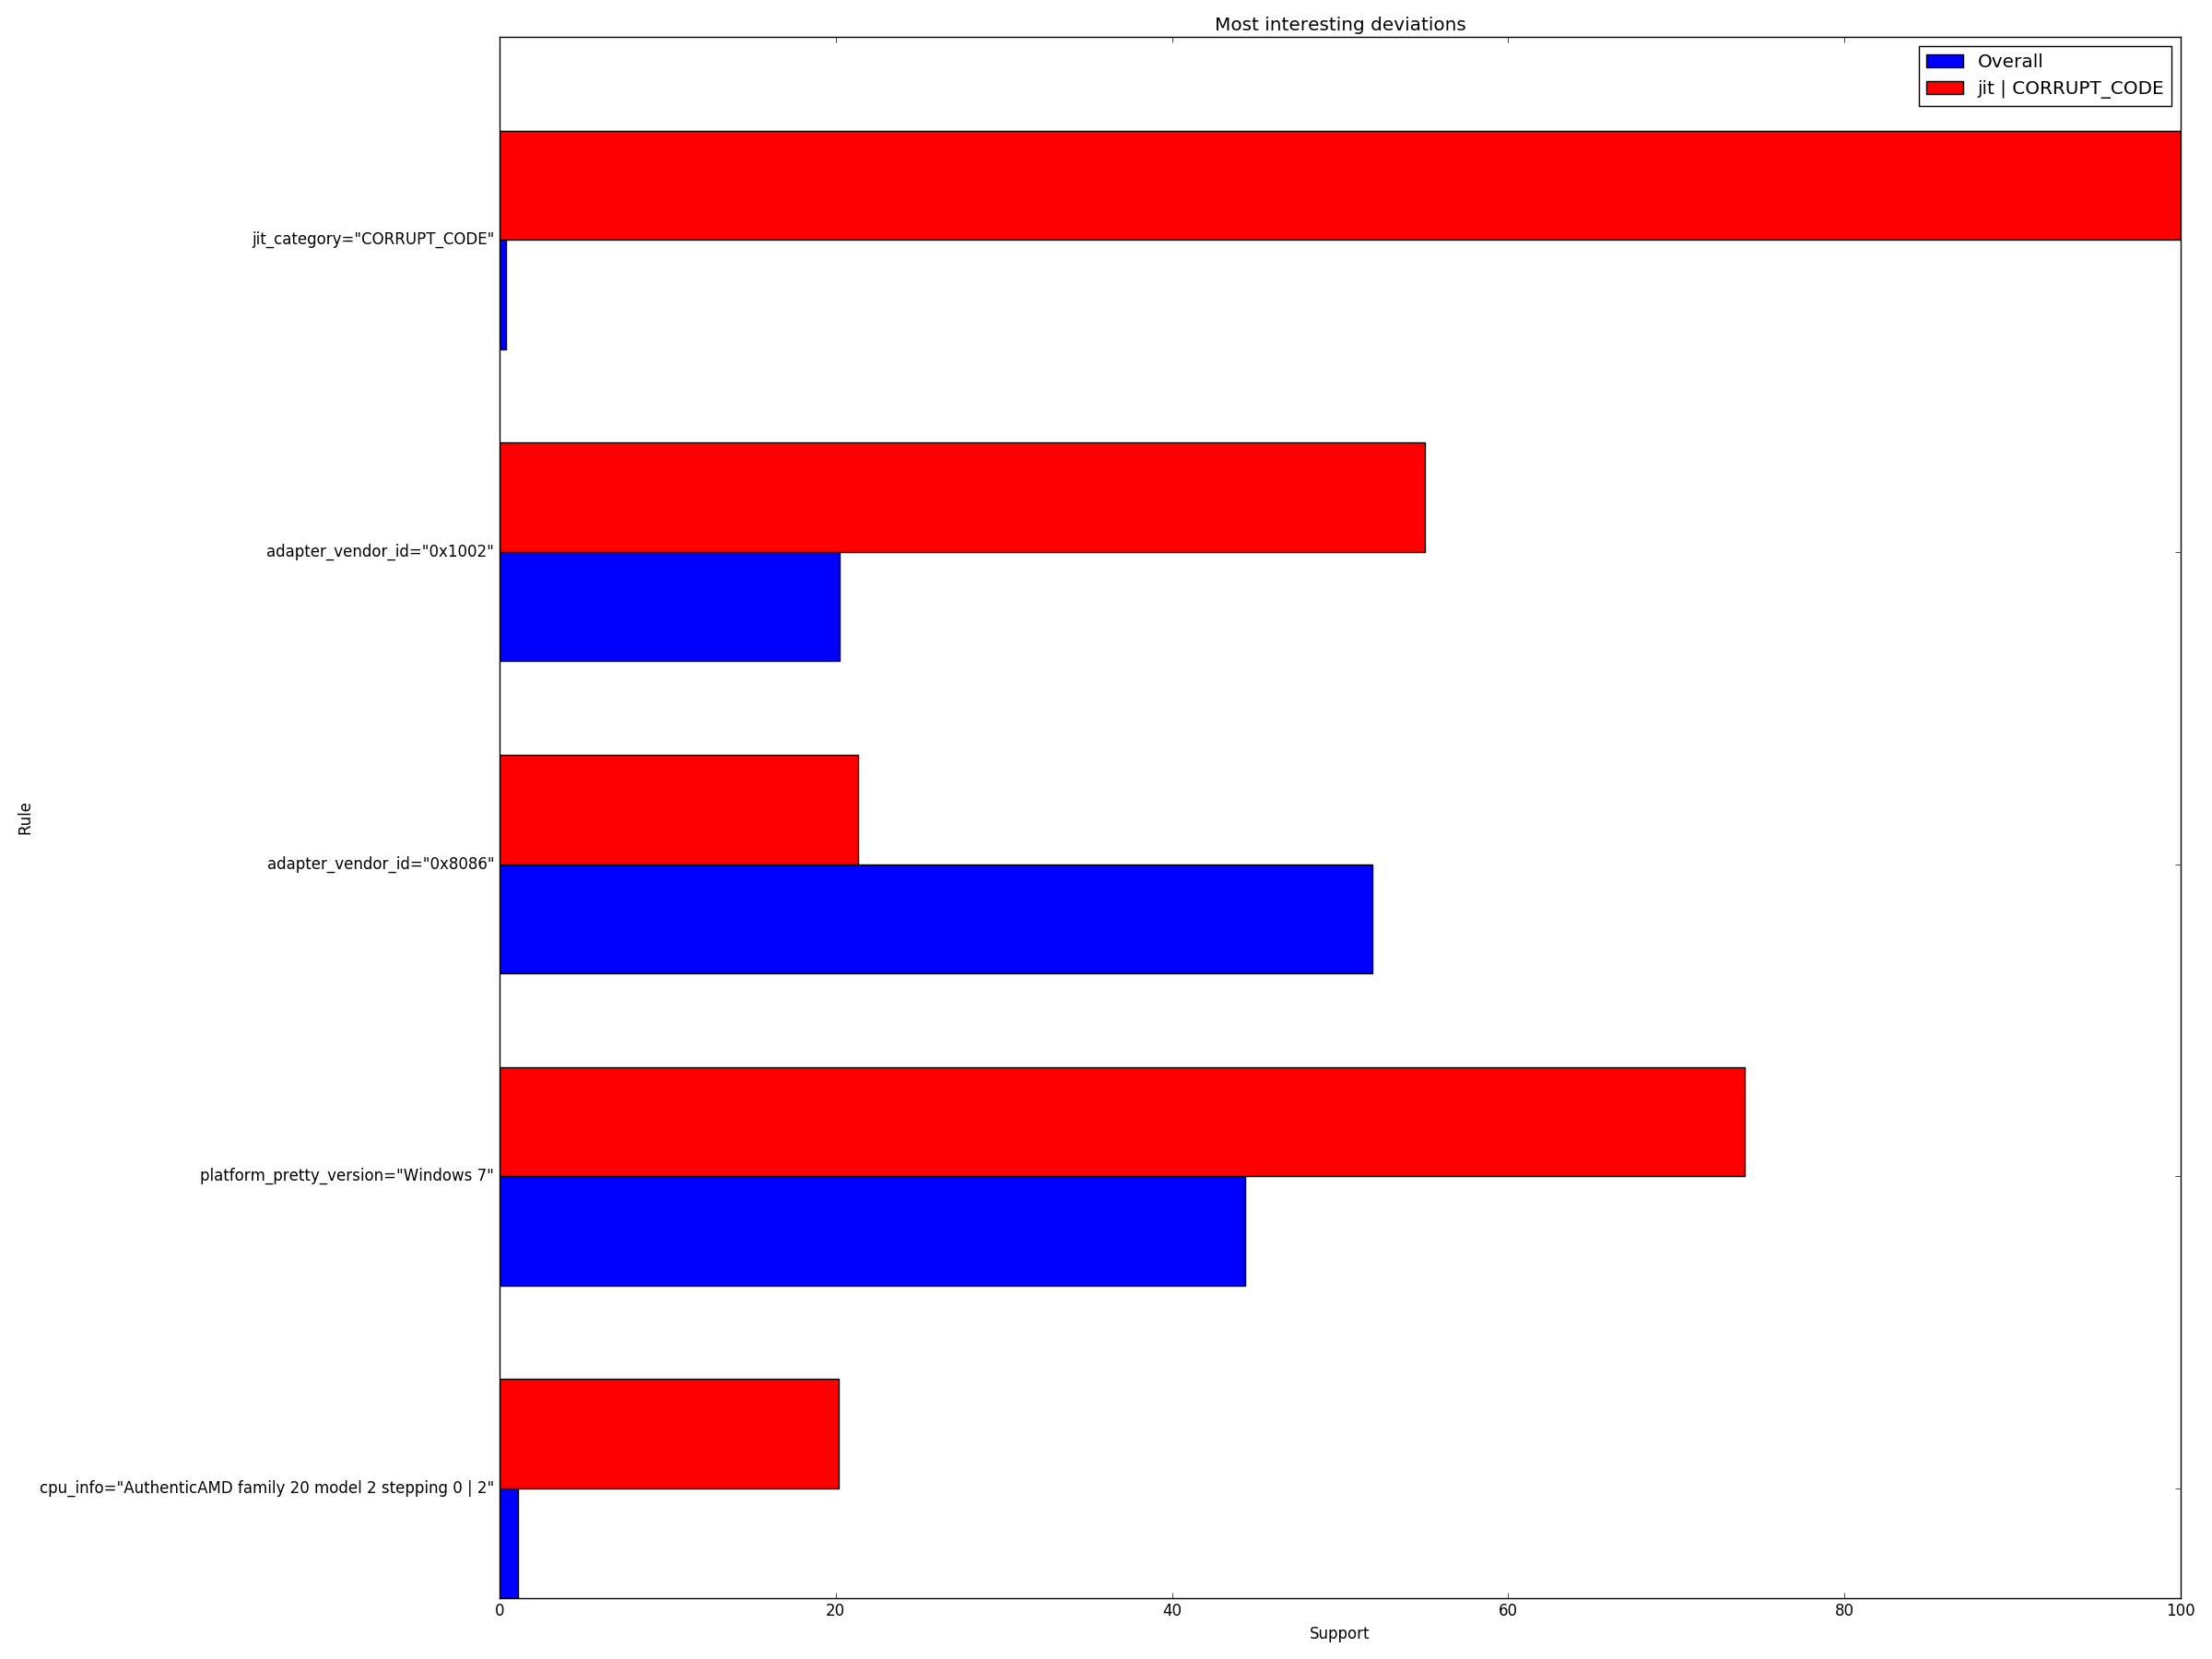 Most interesting deviations
Overall
jit | CORRUPT_CODE
jit_category="CORRUPT_CODE"
adapter_vendor_id="0x1002"
adapter_vendor_id="0x8086"
platform_pretty_version="Windows 7"
cpu_info="AuthenticAMD family 20 model 2 stepping 0 | 2"
Rule
0 20 40 60 80 100
Support